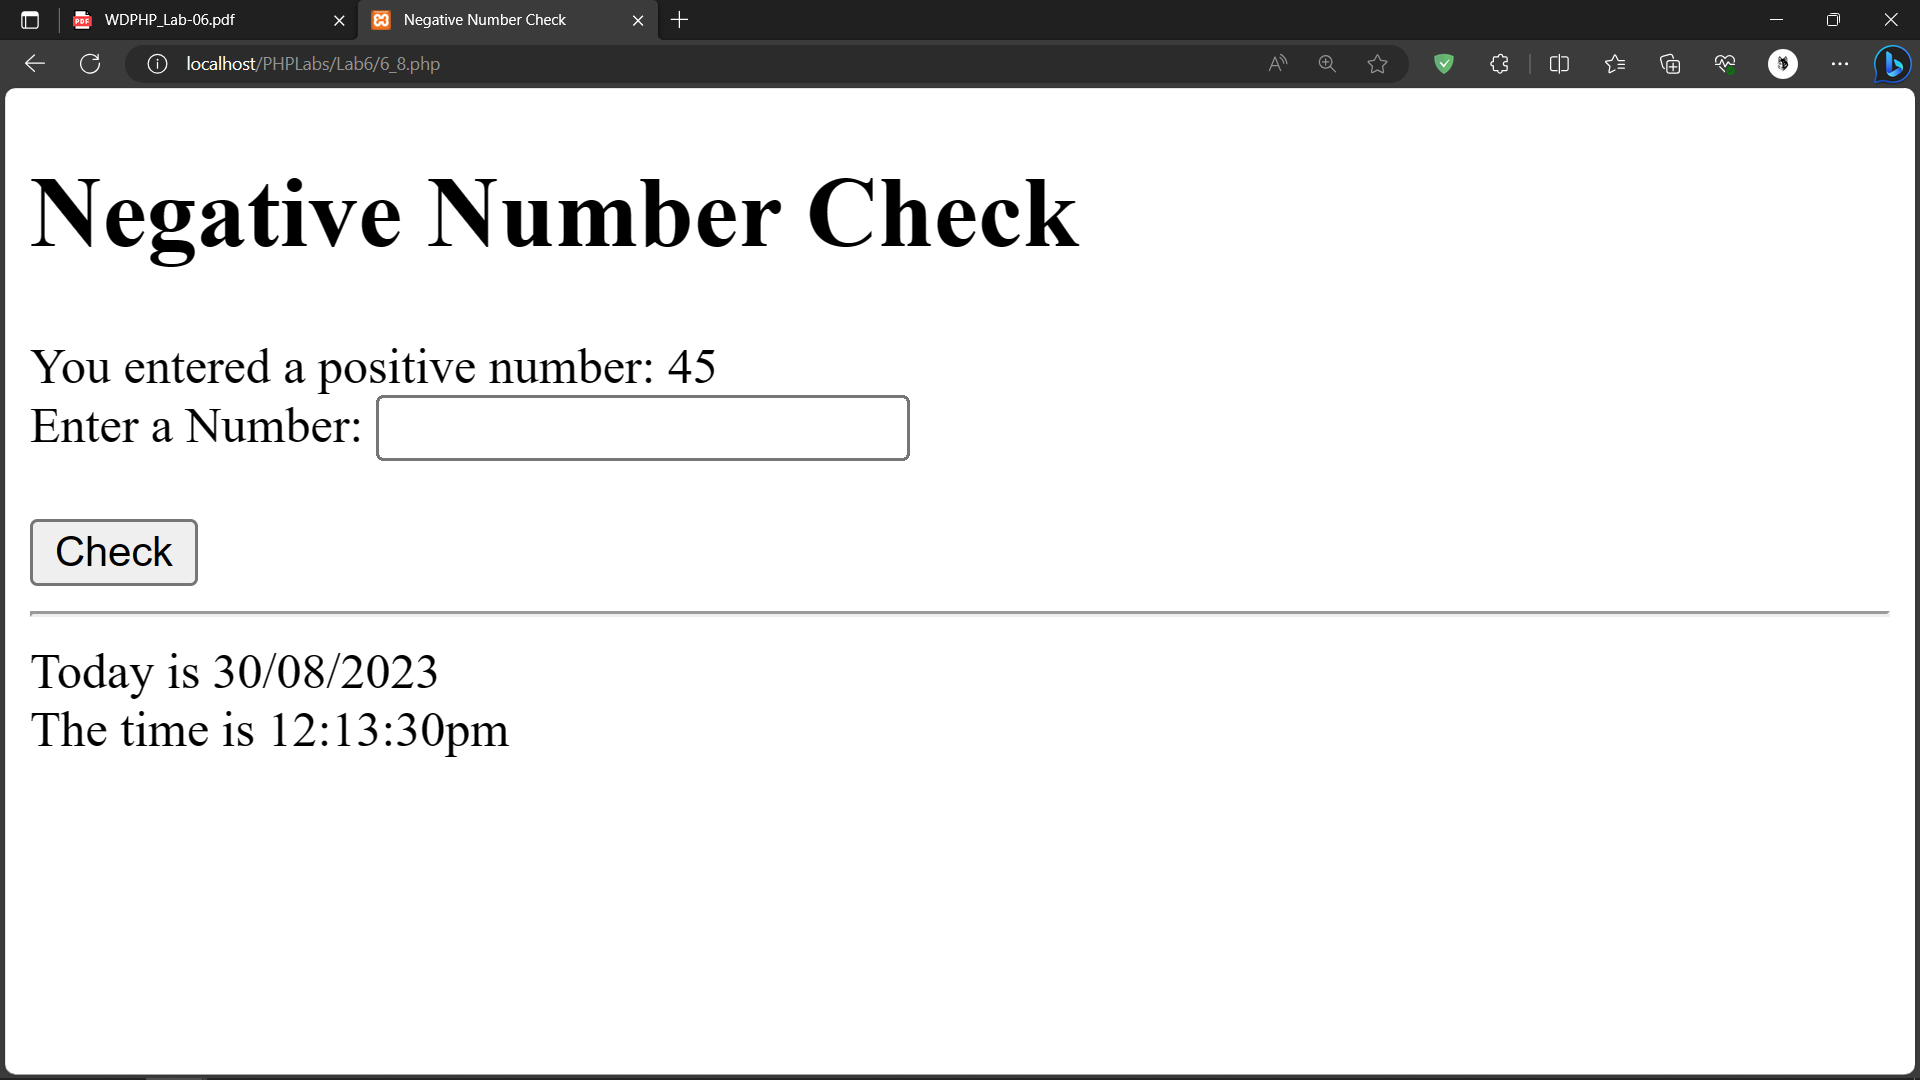 WDPHP_Lab-06.pdf
Negative Number Check
localhost/PHPLabs/Lab6/6_8.php
Negative Number Check
You entered a positive number: 45
Enter a Number:
Check
Today is 30/08/2023
The time is 12:13:30pm